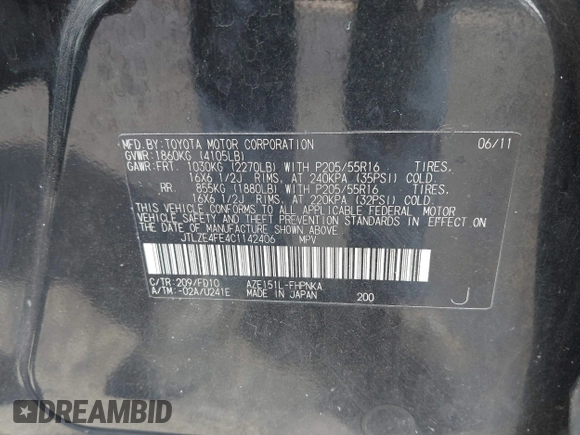 MFD.BY:TOYOTA MOTOR CORPORATION 06/11
GVWR:1860KG (4105LB)
GAWR:FRT. 1030KG (2270LB) WITH P205/55R16 TIRES,
16X6 1/2J RIMS, AT 240KPA (35PSI) COLD.
RR. 855KG (1880LB) WITH P205/55R16 TIRES,
16X6 1/2J RIMS, AT 220KPA (32PSI) COLD.
THIS VEHICLE CONFORMS TO ALL APPLICABLE FEDERAL MOTOR
VEHICLE SAFETY AND THEFT PREVENTION STANDARDS IN EFFECT ON
THE DATE OF MANUFACTURE SHOWN ABOVE.
JTLZE4FE4C1142406 MPV
C/TR:209/FD10 AZE151L-FHPNKA
A/TM:-02A/U241E MADE IN JAPAN 200 J
DREAMBID